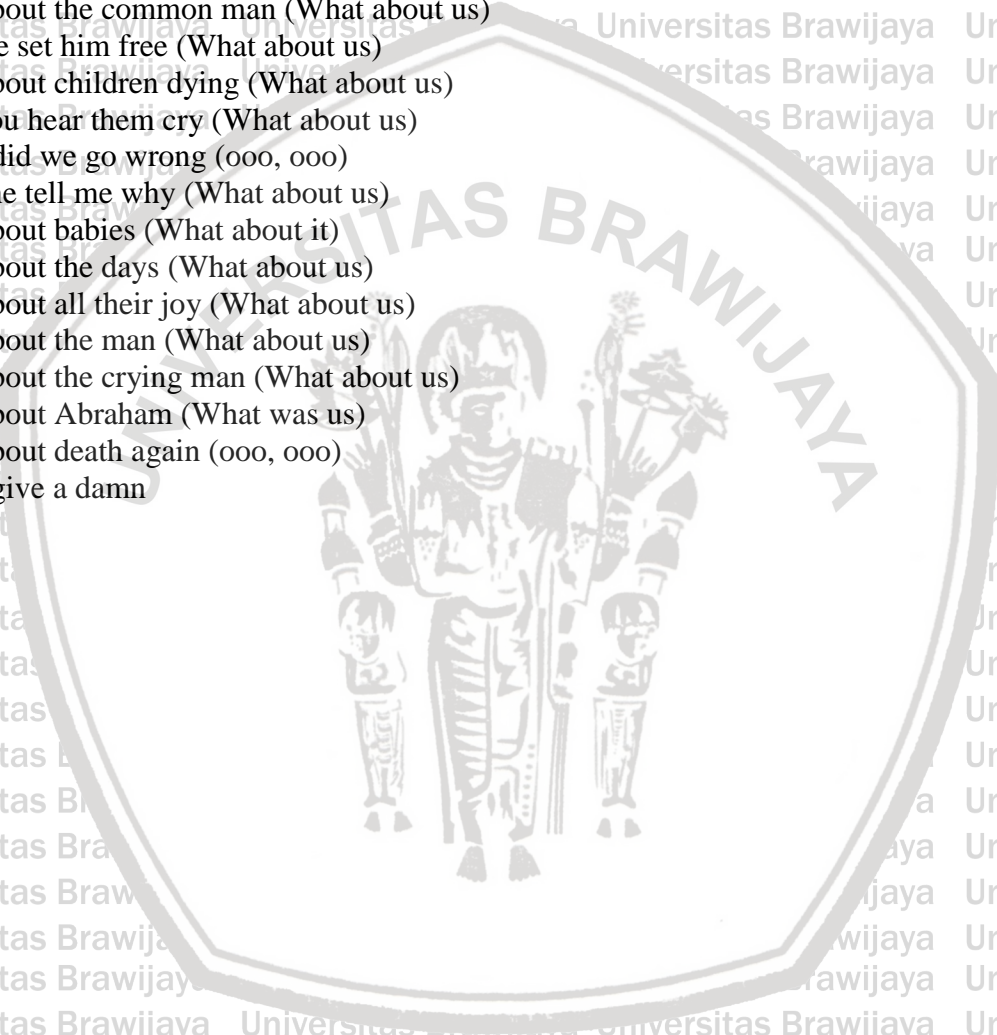 bout the common man (What about us)
e set him free (What about us)
bout children dying (What about us)
ou hear them cry (What about us)
did we go wrong (ooo, ooo)
ne tell me why (What about us)
bout babies (What about it)
bout the days (What about us)
bout all their joy (What about us)
bout the man (What about us)
bout the crying man (What about us)
bout Abraham (What was us)
bout death again (ooo, ooo)
give a damn
UNIVERSITAS BRAWIJAYA
Universitas Brawijaya